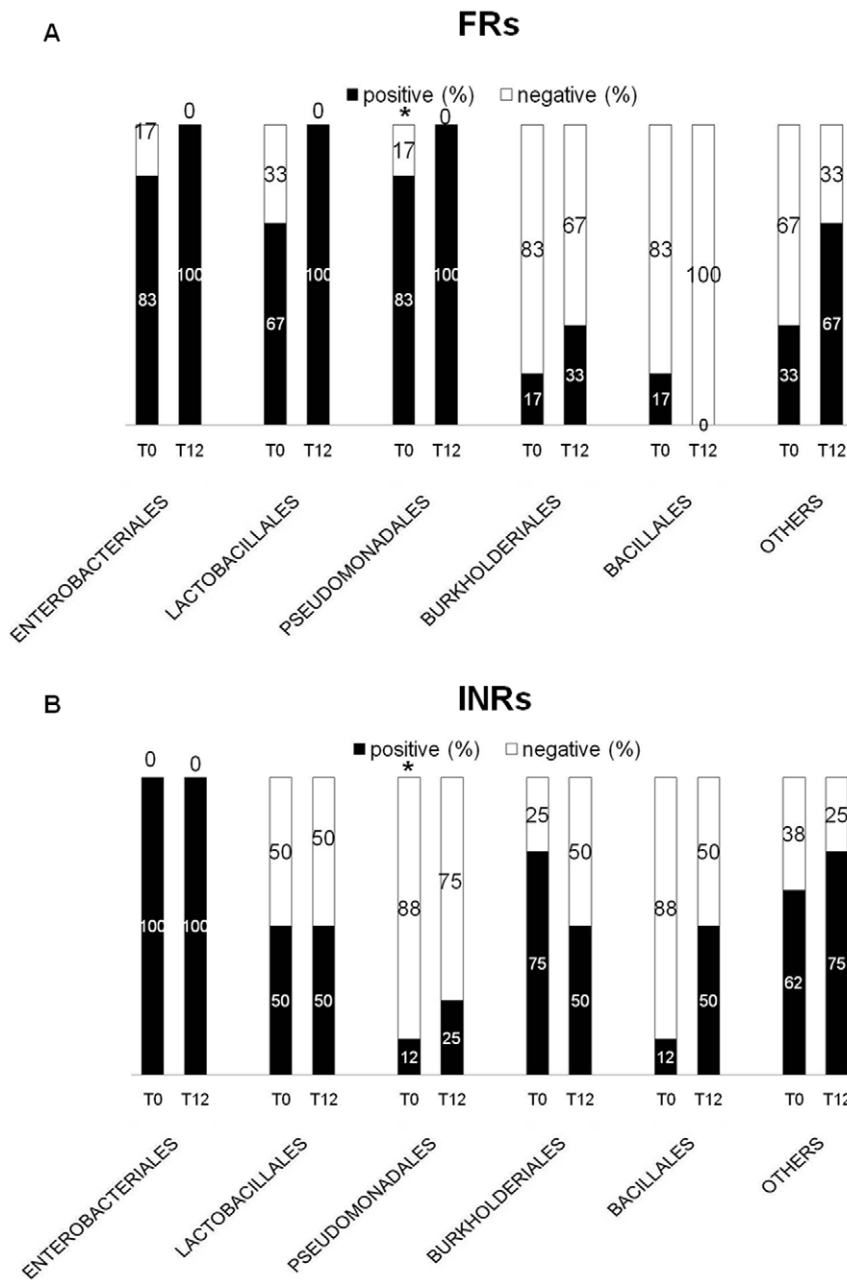 A
FRs
positive (%) negative (%)
0 0 * 0
17 33 17 83 67 83 100 67 33
83 100 67 100 83 100 17 33 17 0 33 67
T0 T12 T0 T12 T0 T12 T0 T12 T0 T12 T0 T12
ENTEROBACTERIALES
LACTOBACILLALES
PSEUDOMONADALES
BURKHOLDERIALES
BACILLALES
OTHERS
B
INRs
positive (%) negative (%)
0 0 *
50 50 88 75 25 50 88 50 38 25
100 100 50 50 12 25 75 50 12 50 62 75
T0 T12 T0 T12 T0 T12 T0 T12 T0 T12 T0 T12
ENTEROBACTERIALES
LACTOBACILLALES
PSEUDOMONADALES
BURKHOLDERIALES
BACILLALES
OTHERS